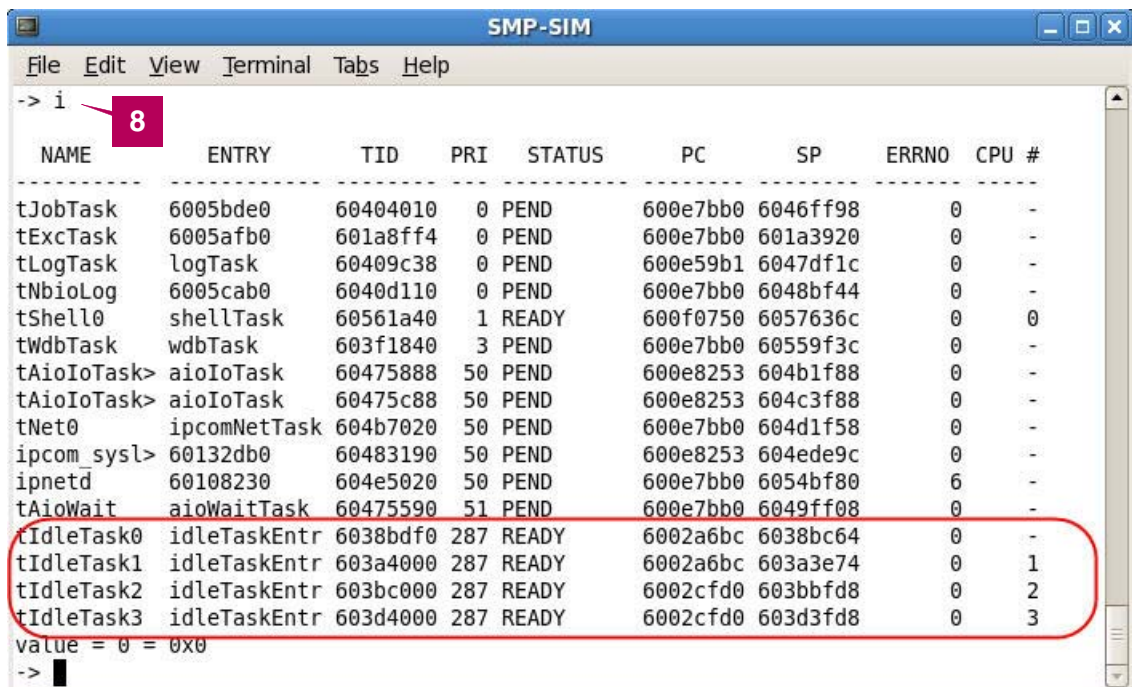 SMP-SIM
File Edit View Terminal Tabs Help
-> i
8
NAME ENTRY TID PRI STATUS PC SP ERRNO CPU #
---------- ------------ -------- --- ---------- -------- -------- ------- -----
tJobTask 6005bde0 60404010 0 PEND 600e7bb0 6046ff98 0 -
tExcTask 6005afb0 601a8ff4 0 PEND 600e7bb0 601a3920 0 -
tLogTask logTask 60409c38 0 PEND 600e59b1 6047df1c 0 -
tNbioLog 6005cab0 6040d110 0 PEND 600e7bb0 6048bf44 0 -
tShell0 shellTask 60561a40 1 READY 600f0750 6057636c 0 0
tWdbTask wdbTask 603f1840 3 PEND 600e7bb0 60559f3c 0 -
tAioIoTask> aioIoTask 60475888 50 PEND 600e8253 604b1f88 0 -
tAioIoTask> aioIoTask 60475c88 50 PEND 600e8253 604c3f88 0 -
tNet0 ipcomNetTask 604b7020 50 PEND 600e7bb0 604d1f58 0 -
ipcom_sysl> 60132db0 60483190 50 PEND 600e8253 604ede9c 0 -
ipnetd 60108230 604e5020 50 PEND 600e7bb0 6054bf80 6 -
tAioWait aioWaitTask 60475590 51 PEND 600e7bb0 6049ff08 0 -
tIdleTask0 idleTaskEntr 6038bdf0 287 READY 6002a6bc 6038bc64 0 -
tIdleTask1 idleTaskEntr 603a4000 287 READY 6002a6bc 603a3e74 0 1
tIdleTask2 idleTaskEntr 603bc000 287 READY 6002cfd0 603bbfd8 0 2
tIdleTask3 idleTaskEntr 603d4000 287 READY 6002cfd0 603d3fd8 0 3
value = 0 = 0x0
->